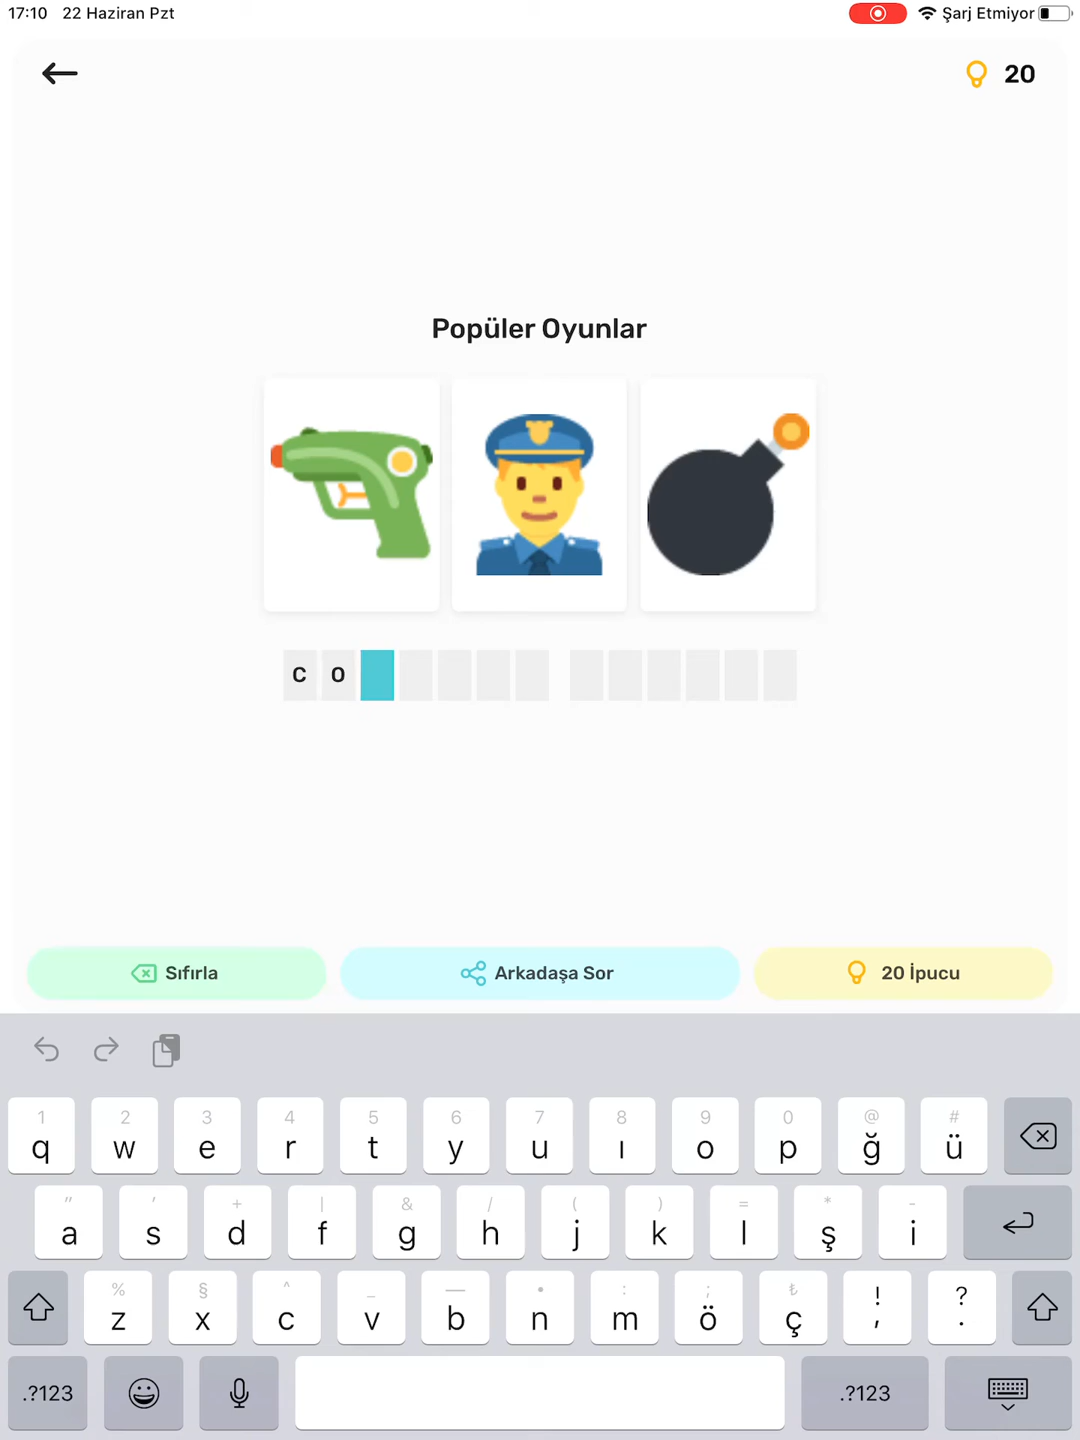 17:10 22 Haziran Pzt Şarj Etmiyor
20
Popüler Oyunlar
C O
Sıfırla Arkadaşa Sor 20 İpucu
1 2 3 4 5 6 7 8 9 0 @ #
q w e r t y u ı o p ğ ü
" ' + | & / ( ) = * -
a s d f g h j k l ş i
% § ^ _ — • : ; ₺ ! ?
z x c v b n m ö ç , .
.?123 .?123